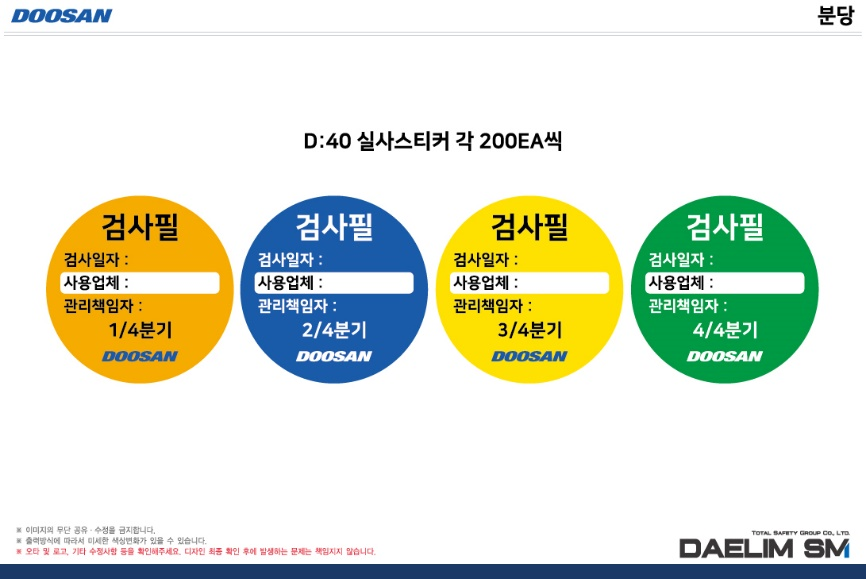 DOOSAN
분당
D:40 실사스티커 각 200EA씩
검사필
검사일자 :
사용업체 :
관리책임자 :
1/4분기
DOOSAN
검사필
검사일자 :
사용업체 :
관리책임자 :
2/4분기
DOOSAN
검사필
검사일자 :
사용업체 :
관리책임자 :
3/4분기
DOOSAN
검사필
검사일자 :
사용업체 :
관리책임자 :
4/4분기
DOOSAN
※ 이미지의 무단 공유 · 수정을 금지합니다.
※ 출력방식에 따라서 미세한 색상변화가 있을 수 있습니다.
※ 오타 및 로고, 기타 수정사항 등을 확인해주세요. 디자인 최종 확인 후에 발생하는 문제는 책임지지 않습니다.
TOTAL SAFETY GROUP CO., LTD.
DAELIM SM